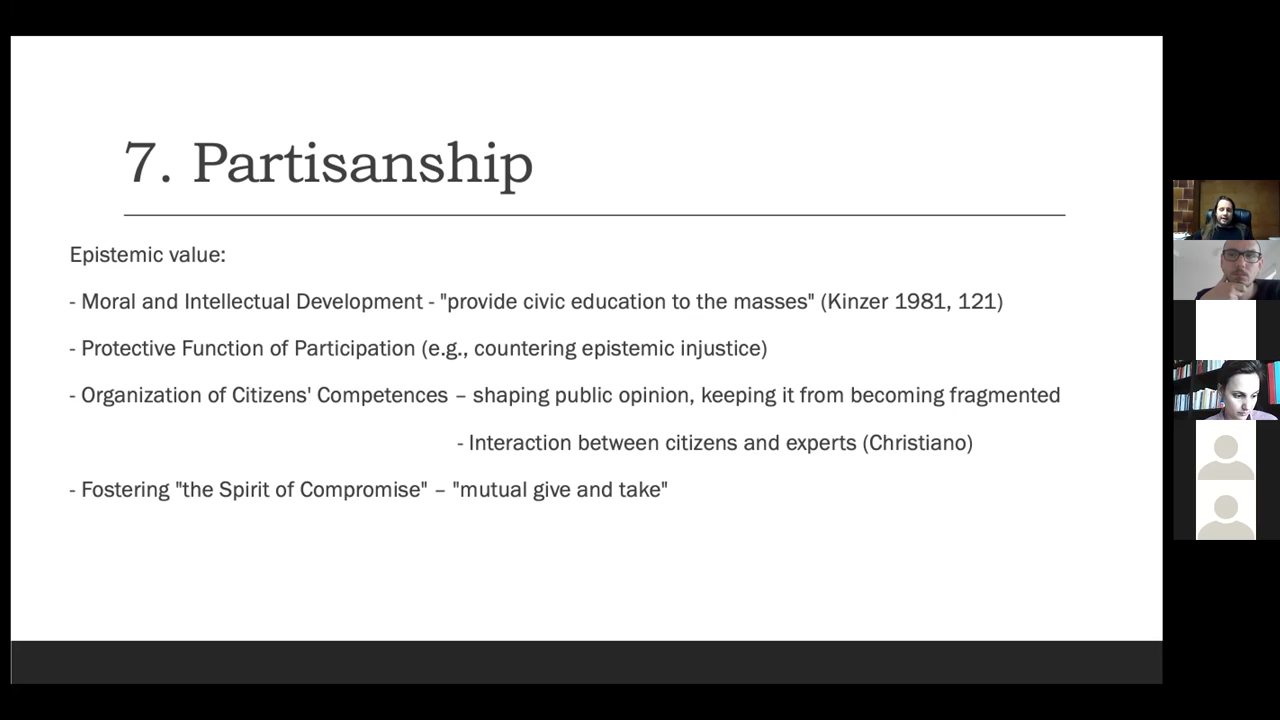 7. Partisanship
Epistemic value:
- Moral and Intellectual Development - "provide civic education to the masses" (Kinzer 1981, 121)
- Protective Function of Participation (e.g., countering epistemic injustice)
- Organization of Citizens' Competences – shaping public opinion, keeping it from becoming fragmented
- Interaction between citizens and experts (Christiano)
- Fostering "the Spirit of Compromise" – "mutual give and take"